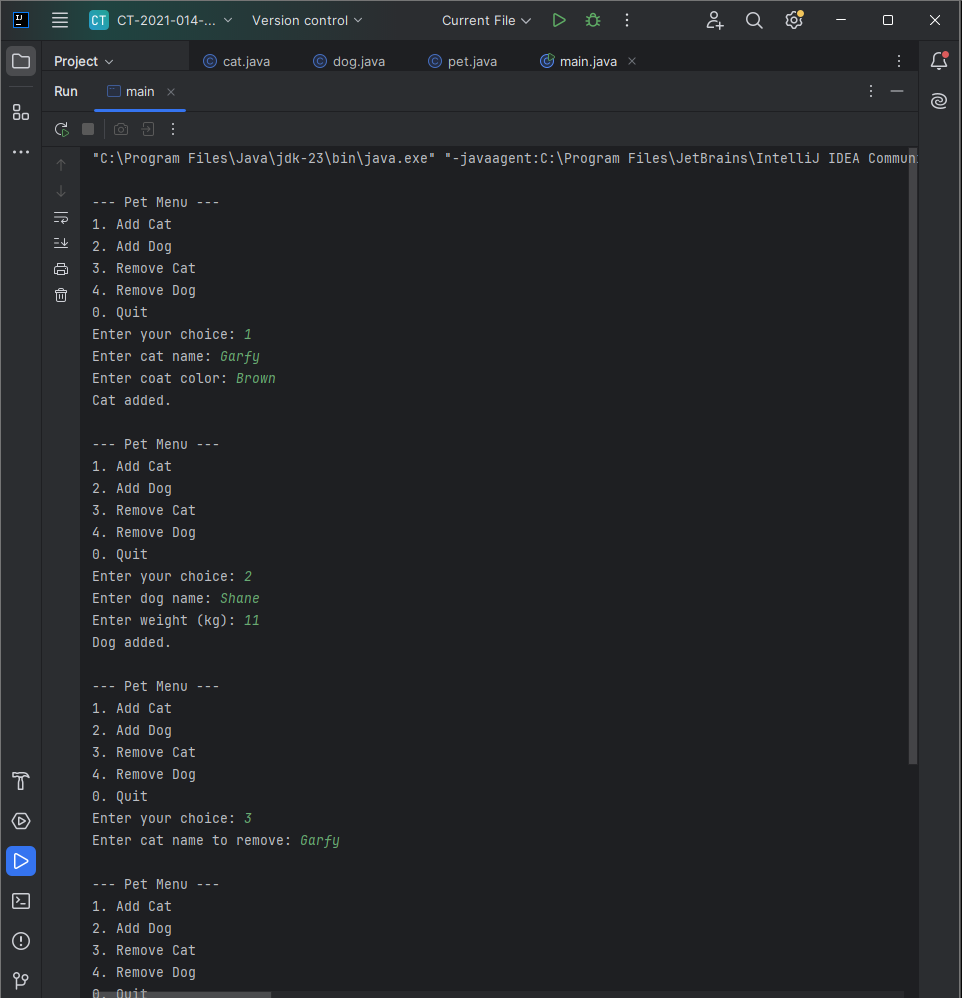 IJ
CT CT-2021-014-... Version control Current File
Project cat.java dog.java pet.java main.java
Run main
"C:\Program Files\Java\jdk-23\bin\java.exe" "-javaagent:C:\Program Files\JetBrains\IntelliJ IDEA Commun
--- Pet Menu ---
1. Add Cat
2. Add Dog
3. Remove Cat
4. Remove Dog
0. Quit
Enter your choice: 1
Enter cat name: Garfy
Enter coat color: Brown
Cat added.
--- Pet Menu ---
1. Add Cat
2. Add Dog
3. Remove Cat
4. Remove Dog
0. Quit
Enter your choice: 2
Enter dog name: Shane
Enter weight (kg): 11
Dog added.
--- Pet Menu ---
1. Add Cat
2. Add Dog
3. Remove Cat
4. Remove Dog
0. Quit
Enter your choice: 3
Enter cat name to remove: Garfy
--- Pet Menu ---
1. Add Cat
2. Add Dog
3. Remove Cat
4. Remove Dog
0. Quit